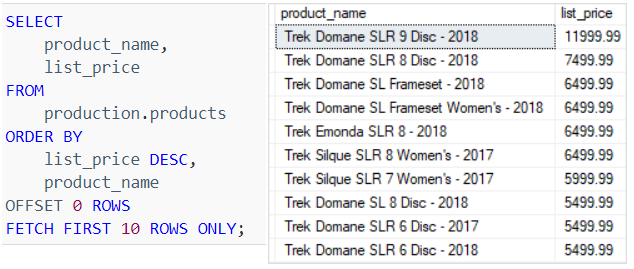 SELECT
product_name,
list_price
FROM
production.products
ORDER BY
list_price DESC,
product_name
OFFSET 0 ROWS
FETCH FIRST 10 ROWS ONLY;
product_name list_price
Trek Domane SLR 9 Disc - 2018 11999.99
Trek Domane SLR 8 Disc - 2018 7499.99
Trek Domane SL Frameset - 2018 6499.99
Trek Domane SL Frameset Women's - 2018 6499.99
Trek Emonda SLR 8 - 2018 6499.99
Trek Silque SLR 8 Women's - 2017 6499.99
Trek Silque SLR 7 Women's - 2017 5999.99
Trek Domane SL 8 Disc - 2018 5499.99
Trek Domane SLR 6 Disc - 2017 5499.99
Trek Domane SLR 6 Disc - 2018 5499.99